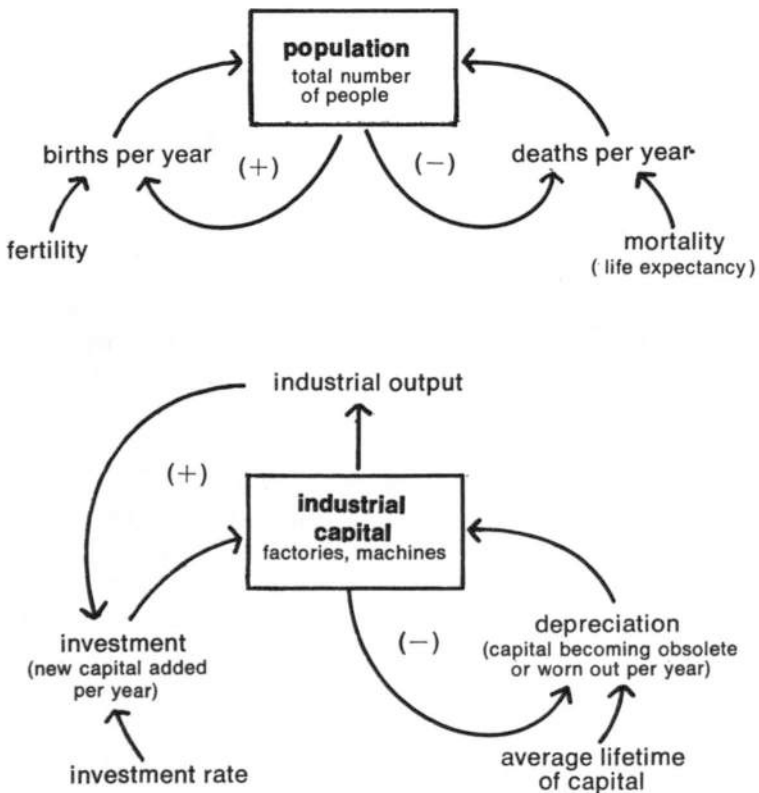 population
total number
of people
births per year
(+)
(−)
deaths per year
fertility
mortality
( life expectancy)
industrial output
(+)
industrial
capital
factories, machines
investment
(new capital added
per year)
(−)
depreciation
(capital becoming obsolete
or worn out per year)
investment rate
average lifetime
of capital